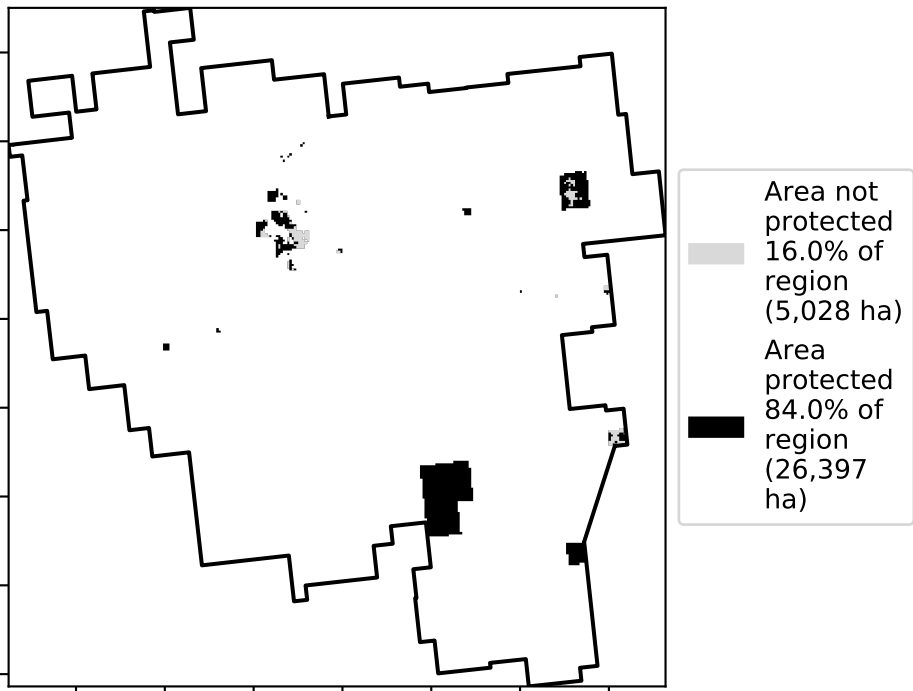 Area not
protected
16.0% of
region
(5,028 ha)
Area
protected
84.0% of
region
(26,397
ha)